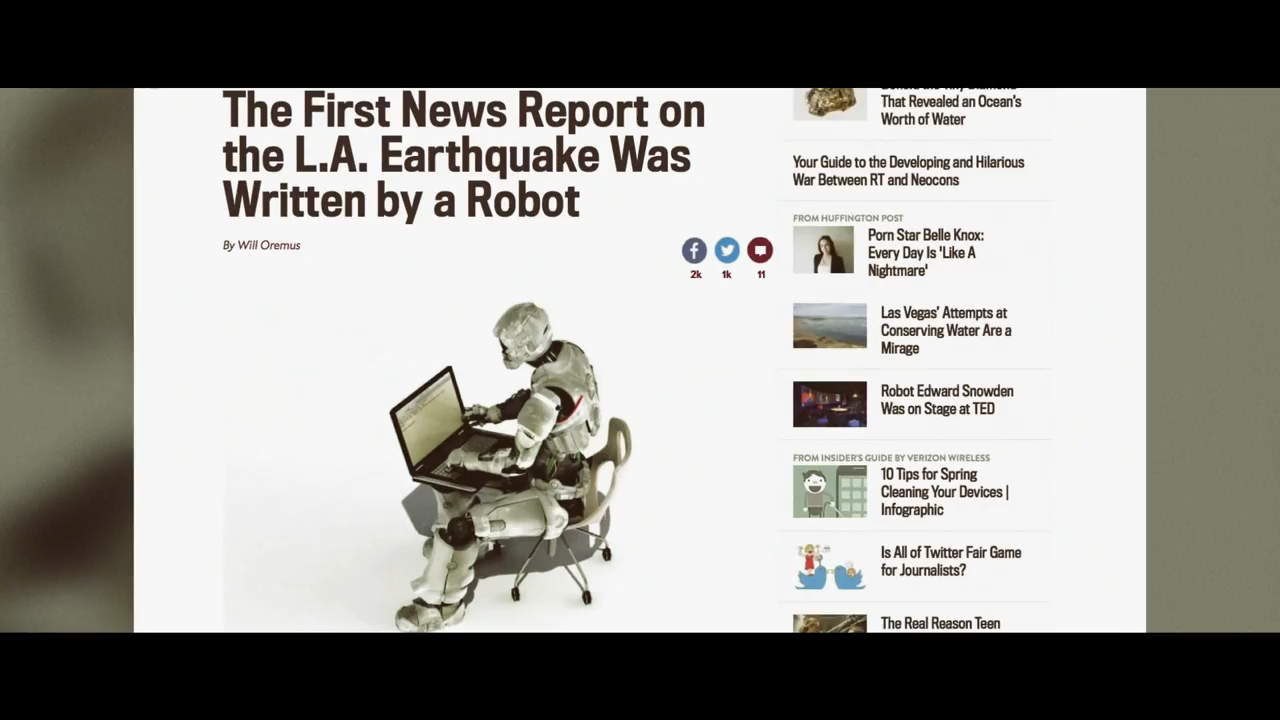 The First News Report on
the L.A. Earthquake Was
Written by a Robot
By Will Oremus
2k
1k
11
That Revealed an Ocean's
Worth of Water
Your Guide to the Developing and Hilarious
War Between RT and Neocons
FROM HUFFINGTON POST
Porn Star Belle Knox:
Every Day Is 'Like A
Nightmare'
Las Vegas' Attempts at
Conserving Water Are a
Mirage
Robot Edward Snowden
Was on Stage at TED
FROM INSIDER'S GUIDE BY VERIZON WIRELESS
10 Tips for Spring
Cleaning Your Devices |
Infographic
Is All of Twitter Fair Game
for Journalists?
The Real Reason Teen